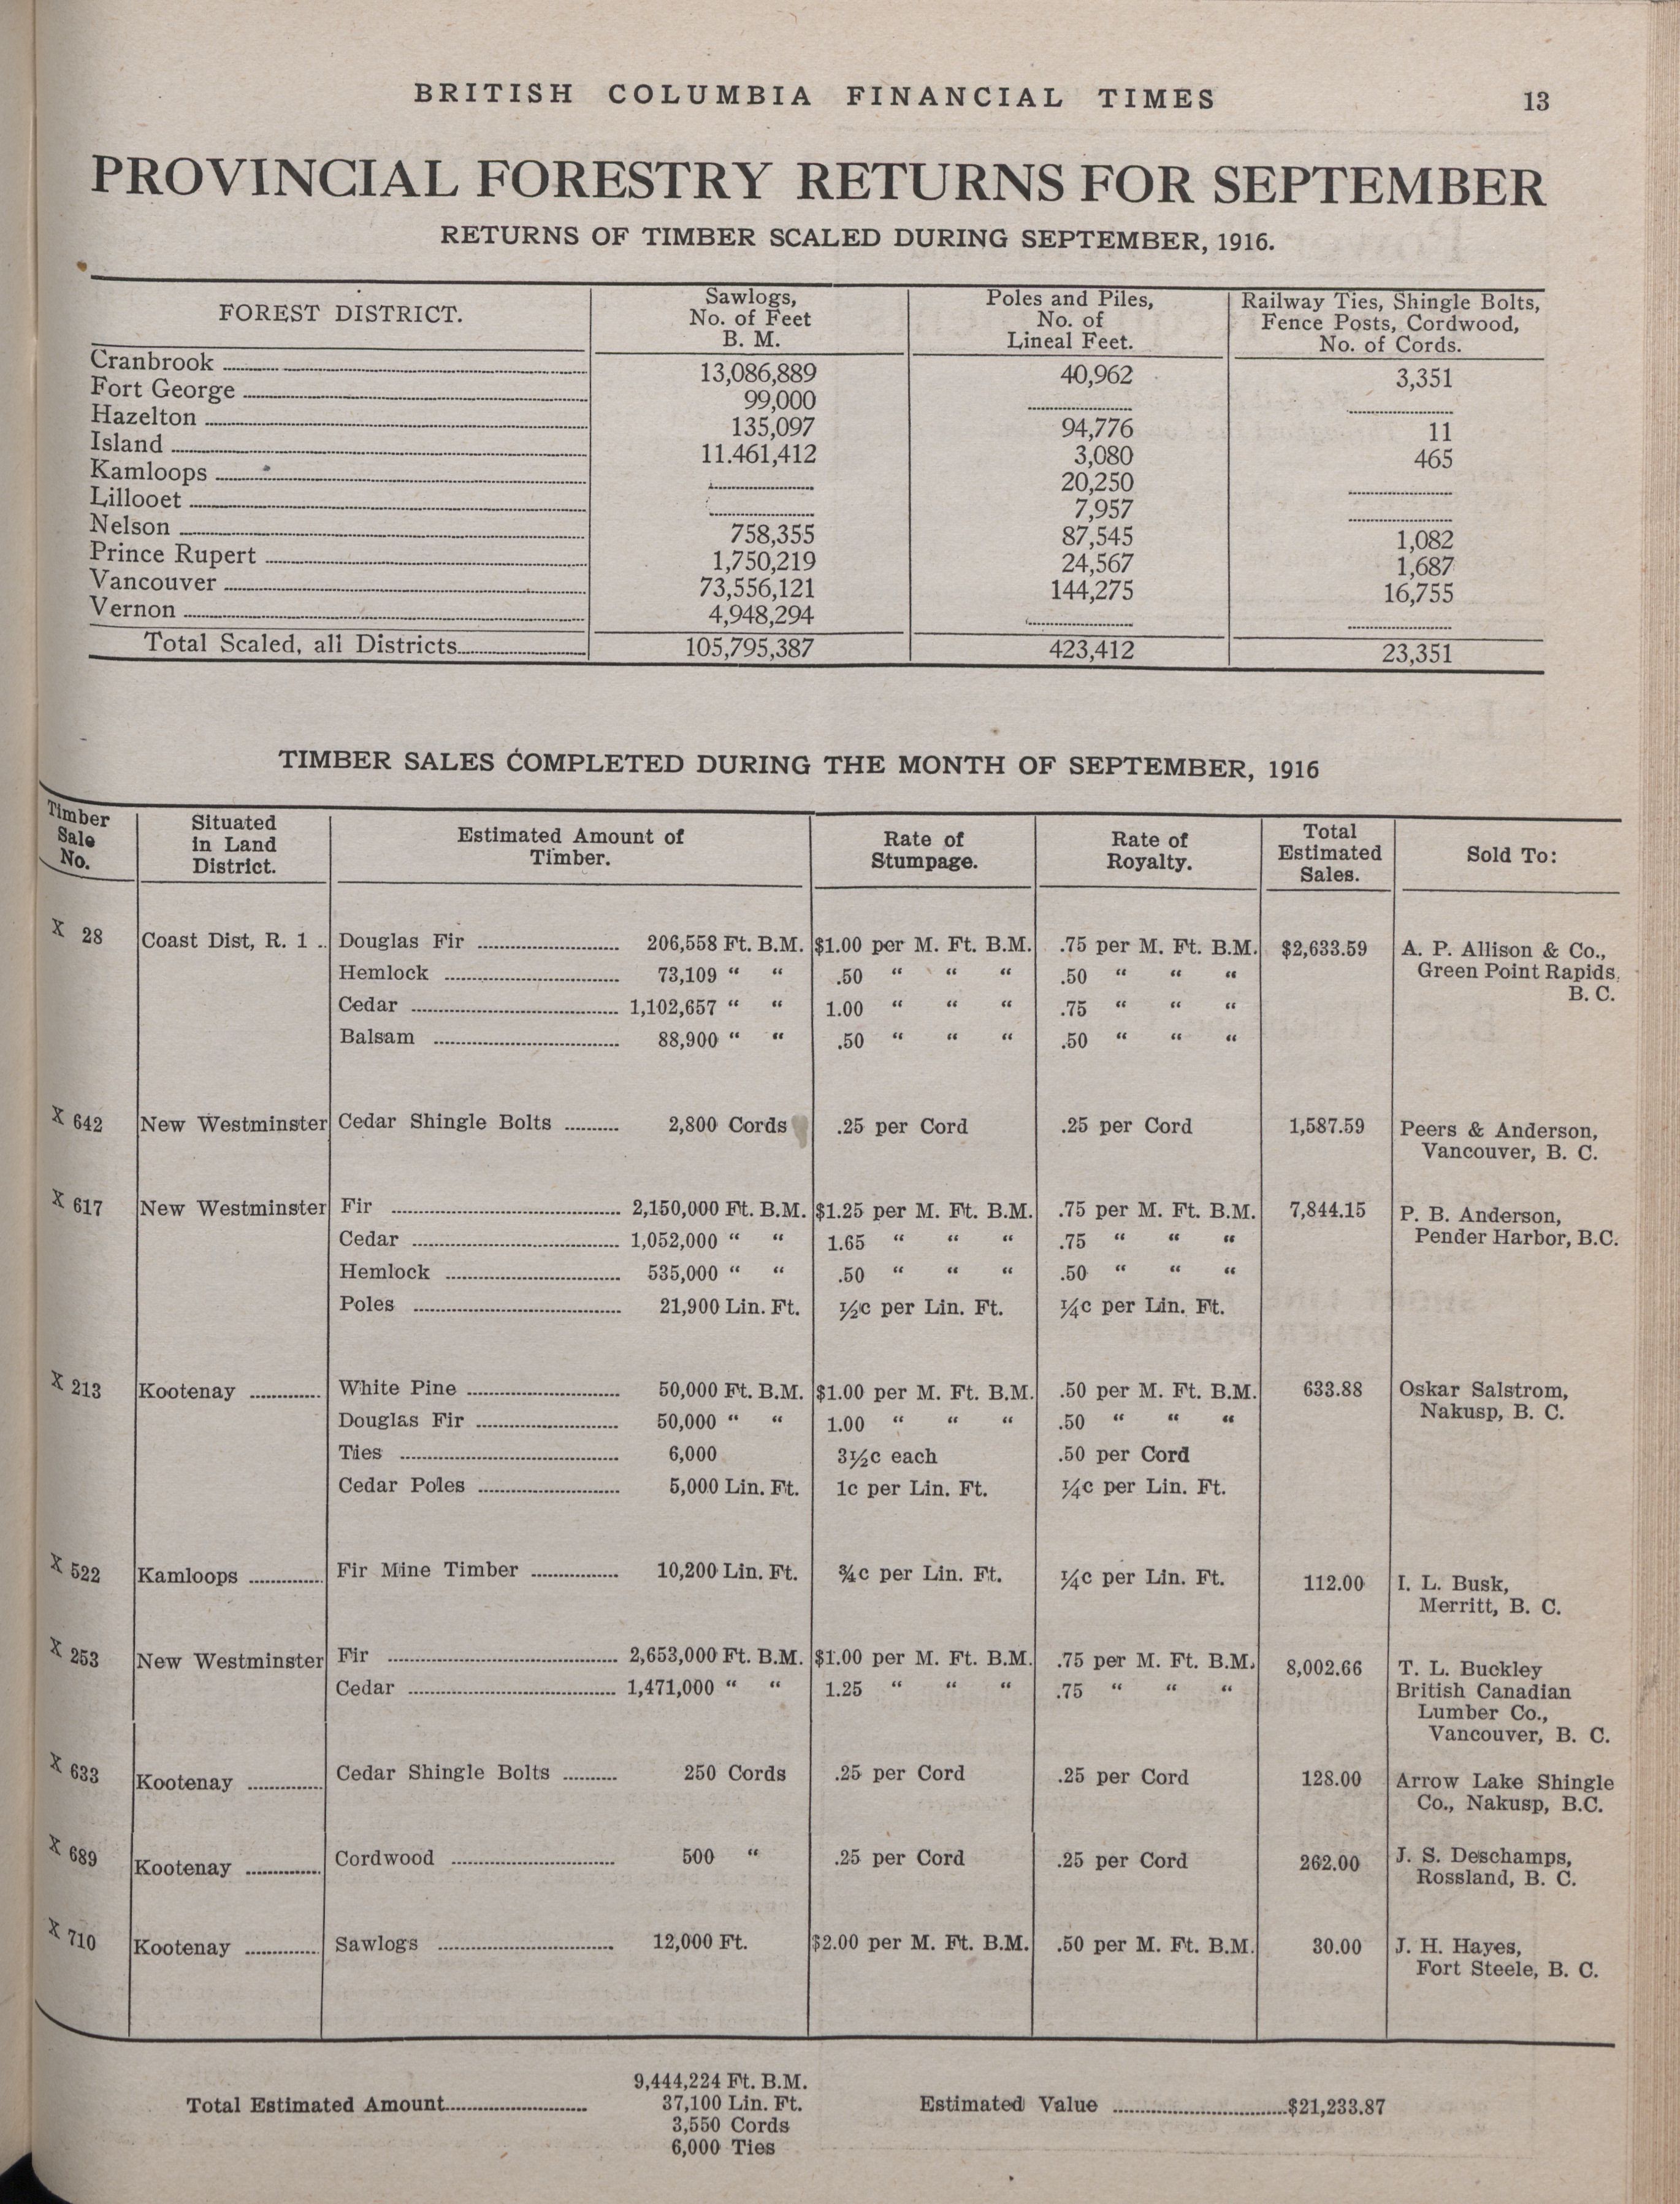 BRITISH COLUMBIA FINANCIAL TIMES 13
PROVINCIAL FORESTRY RETURNS FOR SEPTEMBER
RETURNS OF TIMBER SCALED DURING SEPTEMBER, 1916.
FOREST DISTRICT. Sawlogs, No. of Feet B. M. Poles and Piles, No. of Lineal Feet. Railway Ties, Shingle Bolts, Fence Posts, Cordwood, No. of Cords.
Cranbrook 13,086,889 40,962 3,351
Fort George 99,000
Hazelton 135,097 94,776 11
Island 11.461,412 3,080 465
Kamloops 20,250
Lillooet 7,957
Nelson 758,355 87,545 1,082
Prince Rupert 1,750,219 24,567 1,687
Vancouver 73,556,121 144,275 16,755
Vernon 4,948,294
Total Scaled, all Districts 105,795,387 423,412 23,351
TIMBER SALES COMPLETED DURING THE MONTH OF SEPTEMBER, 1916
Timber Sale No. Situated in Land District. Estimated Amount of Timber. Rate of Stumpage. Rate of Royalty. Total Estimated Sales. Sold To:
X 28 Coast Dist, R. 1 .. Douglas Fir 206,558 Ft. B.M. $1.00 per M. Ft. B.M. .75 per M. Ft. B.M. $2,633.59 A. P. Allison & Co.,
Hemlock 73,109 “ “ .50 “ “ “ .50 “ “ “ Green Point Rapids,
B. C.
Cedar 1,102,657 “ “ 1.00 “ “ “ .75 “ “ “
Balsam 88,900 “ “ .50 “ “ “ .50 “ “ “
X 642 New Westminster Cedar Shingle Bolts 2,800 Cords .25 per Cord .25 per Cord 1,587.59 Peers & Anderson,
Vancouver, B. C.
X 617 New Westminster Fir 2,150,000 Ft. B.M. $1.25 per M. Ft. B.M. .75 per M. Ft. B.M. 7,844.15 P. B. Anderson,
Cedar 1,052,000 “ “ 1.65 “ “ “ .75 “ “ “ Pender Harbor, B.C.
Hemlock 535,000 “ “ .50 “ “ “ .50 “ “ “
Poles 21,900 Lin. Ft. ½c per Lin. Ft. ¼c per Lin. Ft.
X 213 Kootenay White Pine 50,000 Ft. B.M. $1.00 per M. Ft. B.M. .50 per M. Ft. B.M. 633.88 Oskar Salstrom,
Douglas Fir 50,000 “ “ 1.00 “ “ “ .50 “ “ “ Nakusp, B. C.
Ties 6,000 3½c each .50 per Cord
Cedar Poles 5,000 Lin. Ft. 1c per Lin. Ft. ¼c per Lin. Ft.
X 522 Kamloops Fir Mine Timber 10,200 Lin. Ft. ¾c per Lin. Ft. ¼c per Lin. Ft. 112.00 I. L. Busk,
Merritt, B. C.
X 253 New Westminster Fir 2,653,000 Ft. B.M. $1.00 per M. Ft. B.M. .75 per M. Ft. B.M. 8,002.66 T. L. Buckley
Cedar 1,471,000 “ “ 1.25 “ “ “ .75 “ “ “ British Canadian
Lumber Co.,
Vancouver, B. C.
X 633 Kootenay Cedar Shingle Bolts 250 Cords .25 per Cord .25 per Cord 128.00 Arrow Lake Shingle
Co., Nakusp, B.C.
X 689 Kootenay Cordwood 500 “ .25 per Cord .25 per Cord 262.00 J. S. Deschamps,
Rossland, B. C.
X 710 Kootenay Sawlogs 12,000 Ft. $2.00 per M. Ft. B.M. .50 per M. Ft. B.M. 30.00 J. H. Hayes,
Fort Steele, B. C.
9,444,224 Ft. B.M.
Total Estimated Amount 37,100 Lin. Ft. Estimated Value $21,233.87
3,550 Cords
6,000 Ties